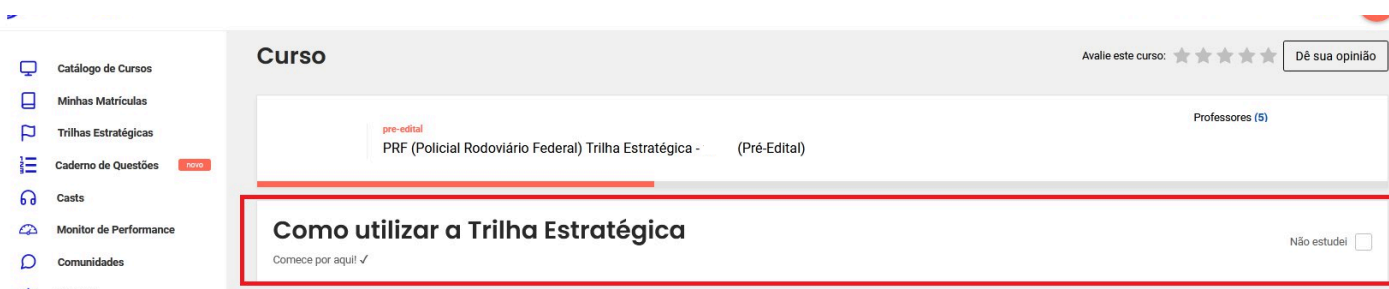 Curso
Avalie este curso:
Dê sua opinião
Catálogo de Cursos
Minhas Matrículas
Trilhas Estratégicas
Caderno de Questões novo
Casts
Monitor de Performance
Comunidades
Professores (5)
pre-edital
PRF (Policial Rodoviário Federal) Trilha Estratégica - (Pré-Edital)
Como utilizar a Trilha Estratégica
Comece por aqui! ✓
Não estudei